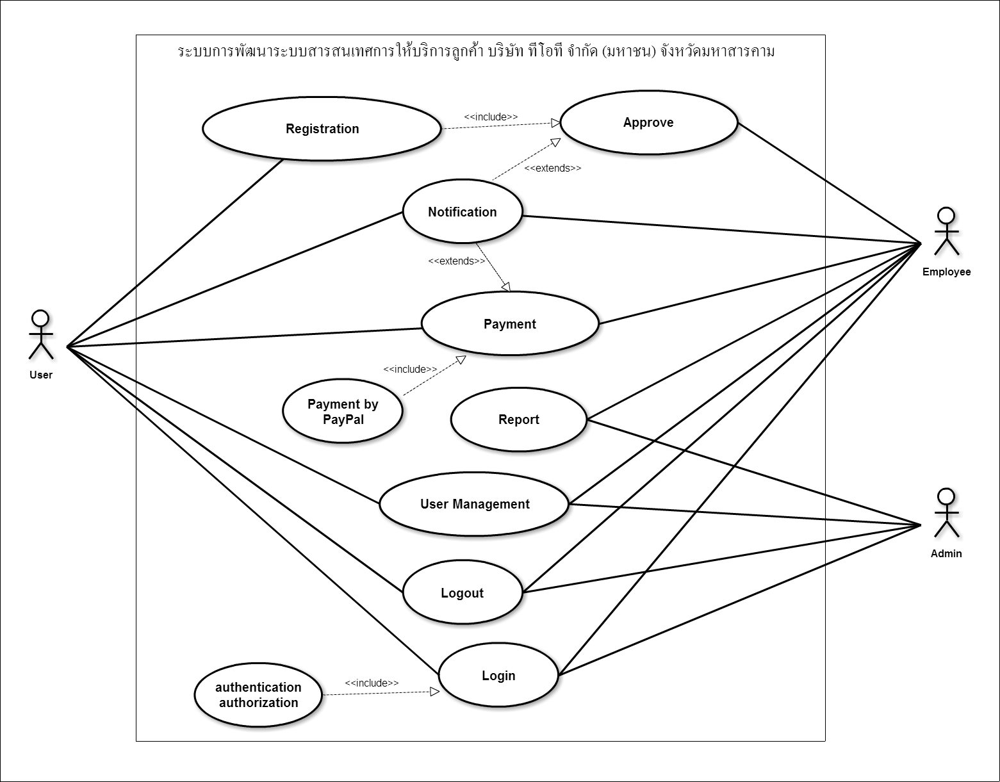 ระบบการพัฒนาระบบสารสนเทศการให้บริการลูกค้า บริษัท ทีโอที จำกัด (มหาชน) จังหวัดมหาสารคาม
Registration
<<include>>
Approve
<<extends>>
Notification
<<extends>>
Employee
Payment
User
<<include>>
Payment by
PayPal
Report
User Management
Admin
Logout
Login
<<include>>
authentication
authorization